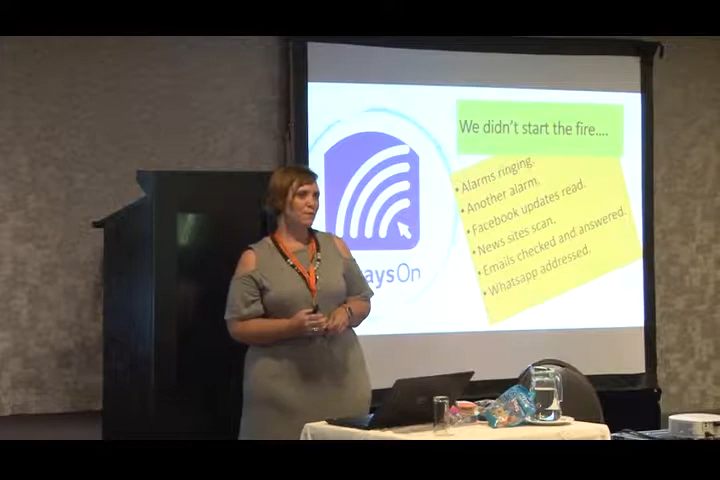 We didn't start the fire....
•Alarms ringing.
•Another alarm.
•Facebook updates read.
•News sites scan.
•Emails checked and answered.
•Whatsapp addressed.
aysOn